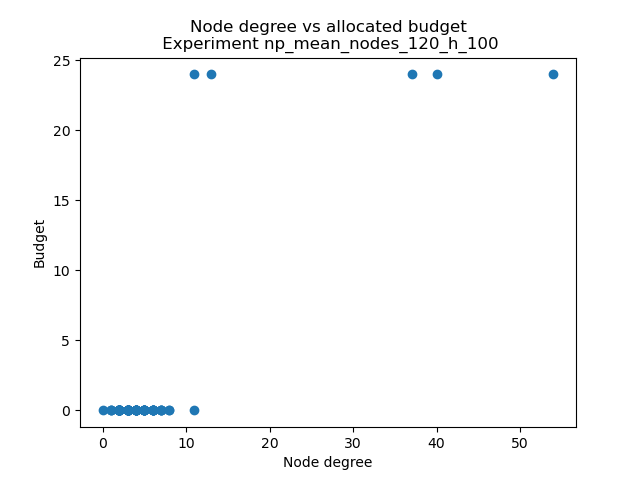 Node degree vs allocated budget
Experiment np_mean_nodes_120_h_100
25
20
15
10
5
0
Budget
0 10 20 30 40 50
Node degree